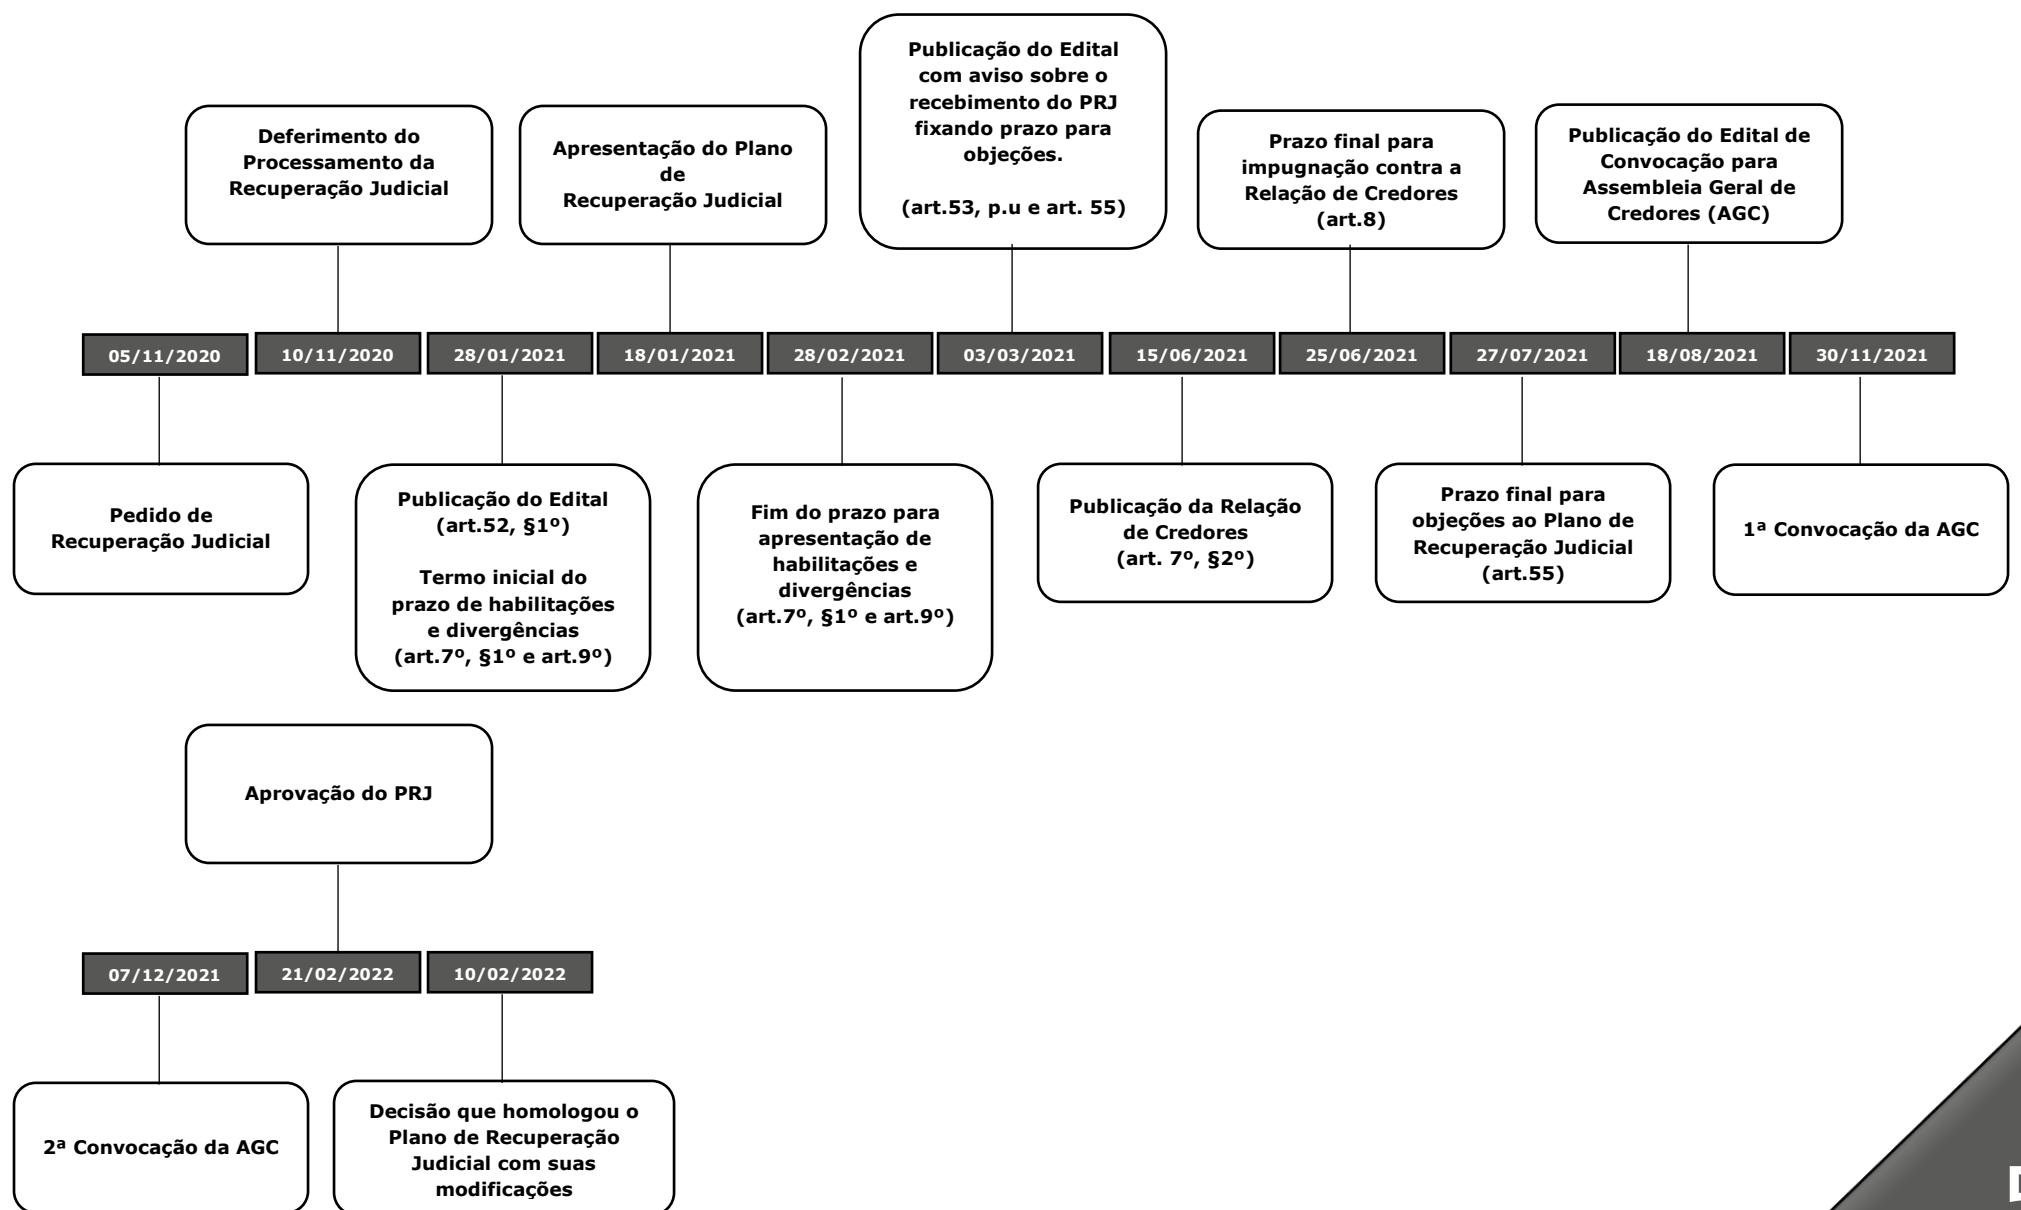 Publicação do Edital
com aviso sobre o
recebimento do PRJ
fixando prazo para
objeções.
(art.53, p.u e art. 55)
Deferimento do
Processamento da
Recuperação Judicial
Apresentação do Plano
de
Recuperação Judicial
Prazo final para
impugnação contra a
Relação de Credores
(art.8)
Publicação do Edital de
Convocação para
Assembleia Geral de
Credores (AGC)
05/11/2020
10/11/2020
28/01/2021
18/01/2021
28/02/2021
03/03/2021
15/06/2021
25/06/2021
27/07/2021
18/08/2021
30/11/2021
Pedido de
Recuperação Judicial
Publicação do Edital
(art.52, §1º)
Termo inicial do
prazo de habilitações
e divergências
(art.7º, §1º e art.9º)
Fim do prazo para
apresentação de
habilitações e
divergências
(art.7º, §1º e art.9º)
Publicação da Relação
de Credores
(art. 7º, §2º)
Prazo final para
objeções ao Plano de
Recuperação Judicial
(art.55)
1ª Convocação da AGC
Aprovação do PRJ
07/12/2021
21/02/2022
10/02/2022
2ª Convocação da AGC
Decisão que homologou o
Plano de Recuperação
Judicial com suas
modificações